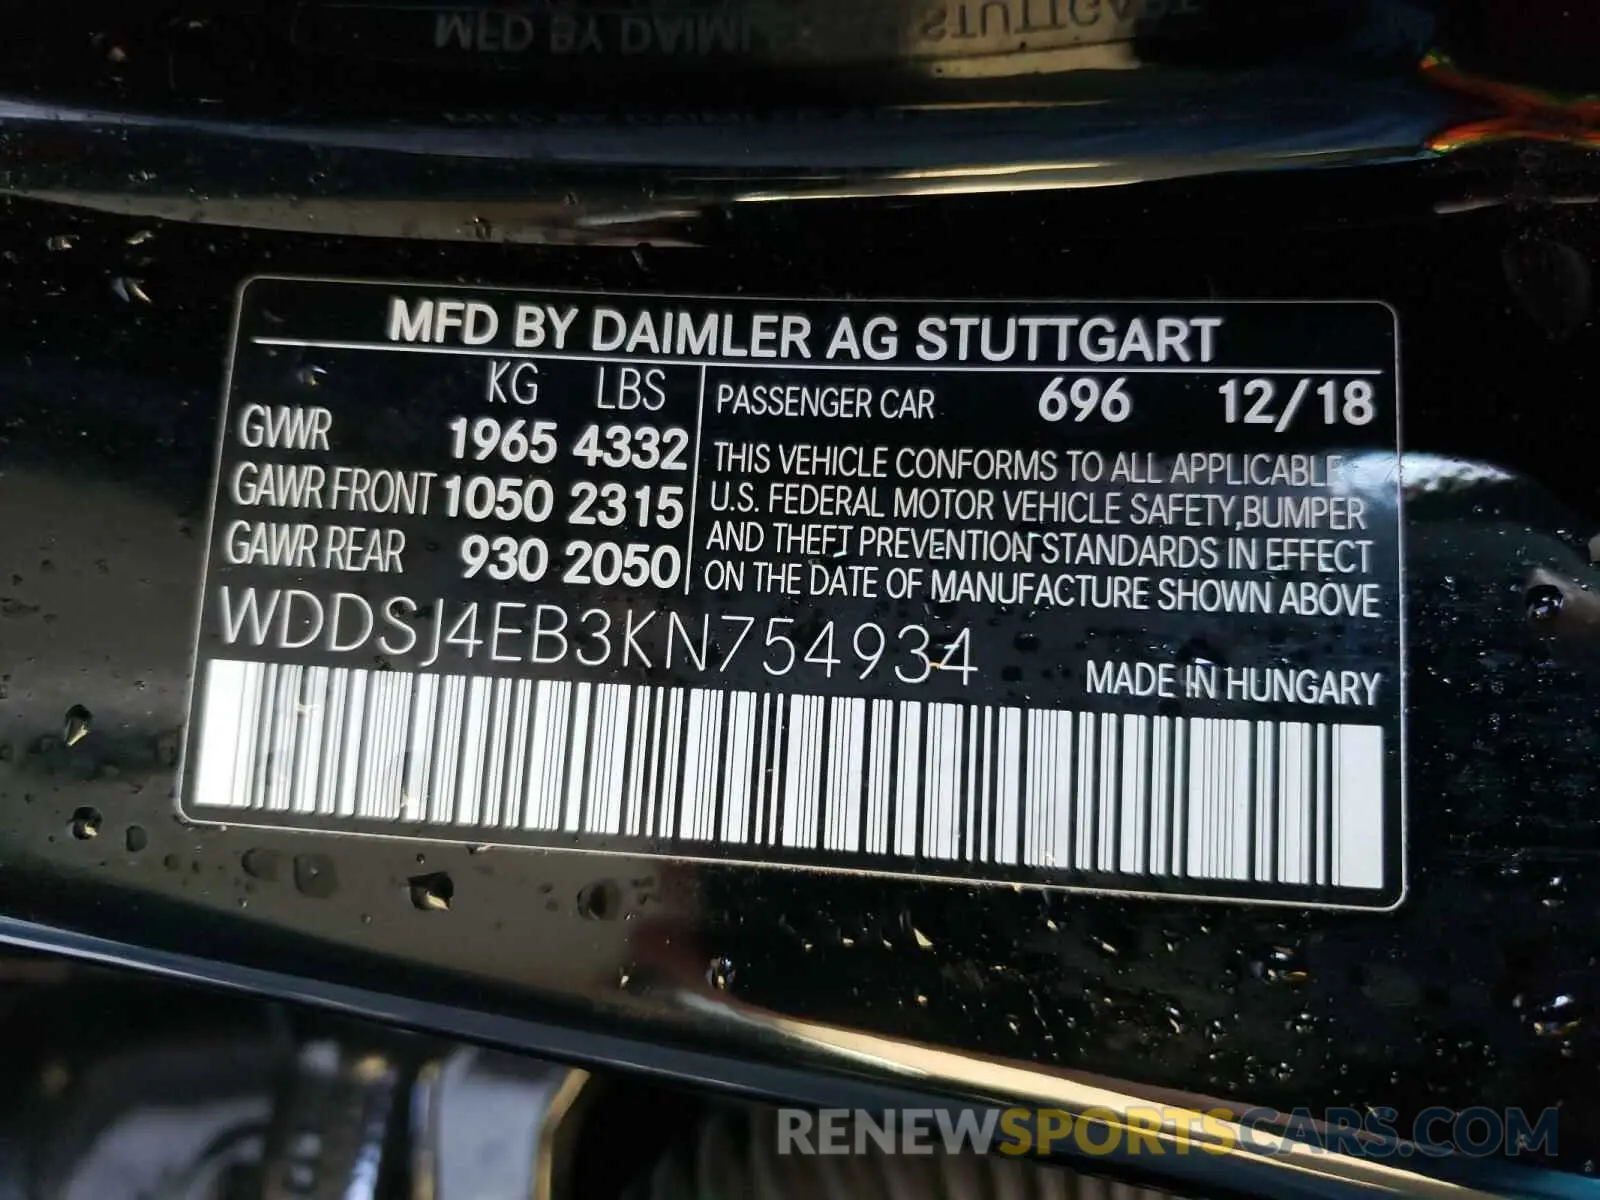 MFD BY DAIMLER AG STUTTGART
KG LBS
GVWR 1965 4332
GAWR FRONT 1050 2315
GAWR REAR 930 2050
PASSENGER CAR 696 12/18
THIS VEHICLE CONFORMS TO ALL APPLICABLE
U.S. FEDERAL MOTOR VEHICLE SAFETY,BUMPER
AND THEFT PREVENTION STANDARDS IN EFFECT
ON THE DATE OF MANUFACTURE SHOWN ABOVE
WDDSJ4EB3KN754934
MADE IN HUNGARY
RENEWSPORTSCARS.COM